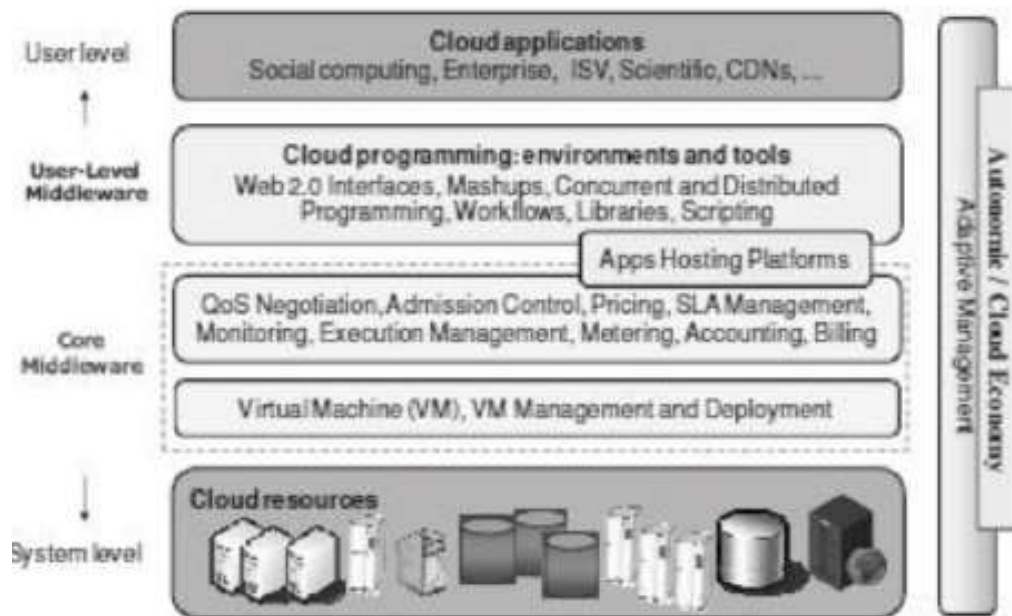 User level
Cloud applications
Social computing, Enterprise, ISV, Scientific, CDNs, ...
User-Level
Middleware
Cloud programming: environments and tools
Web 2.0 Interfaces, Mashups, Concurrent and Distributed
Programming, Workflows, Libraries, Scripting
Apps Hosting Platforms
Core
Middleware
QoS Negotiation, Admission Control, Pricing, SLA Management,
Monitoring, Execution Management, Metering, Accounting, Billing
Virtual Machine (VM), VM Management and Deployment
Cloud resources
System level
Adaptive Management
Autonomic / Cloud Economy